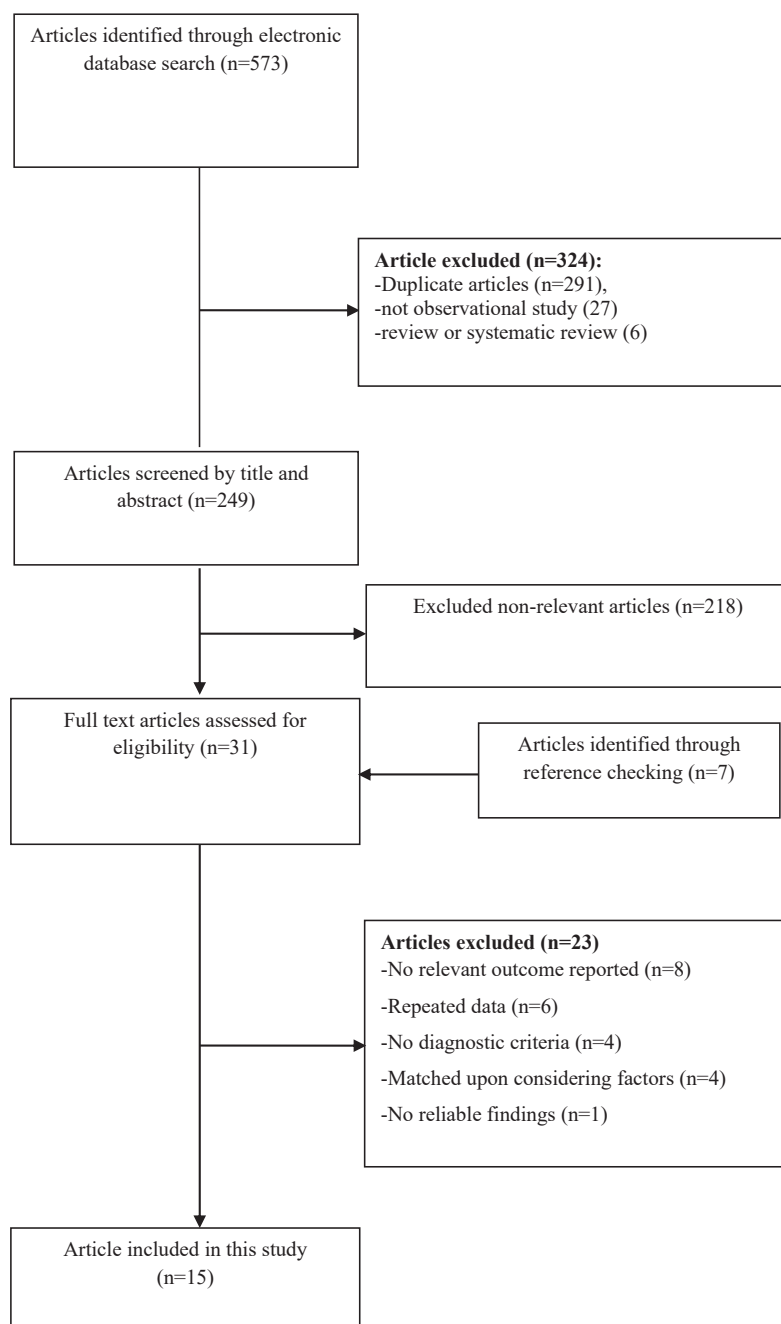 Articles identified through electronic
database search (n=573)
Article excluded (n=324):
-Duplicate articles (n=291),
-not observational study (27)
-review or systematic review (6)
Articles screened by title and
abstract (n=249)
Excluded non-relevant articles (n=218)
Full text articles assessed for
eligibility (n=31)
Articles identified through
reference checking (n=7)
Articles excluded (n=23)
-No relevant outcome reported (n=8)
-Repeated data (n=6)
-No diagnostic criteria (n=4)
-Matched upon considering factors (n=4)
-No reliable findings (n=1)
Article included in this study
(n=15)